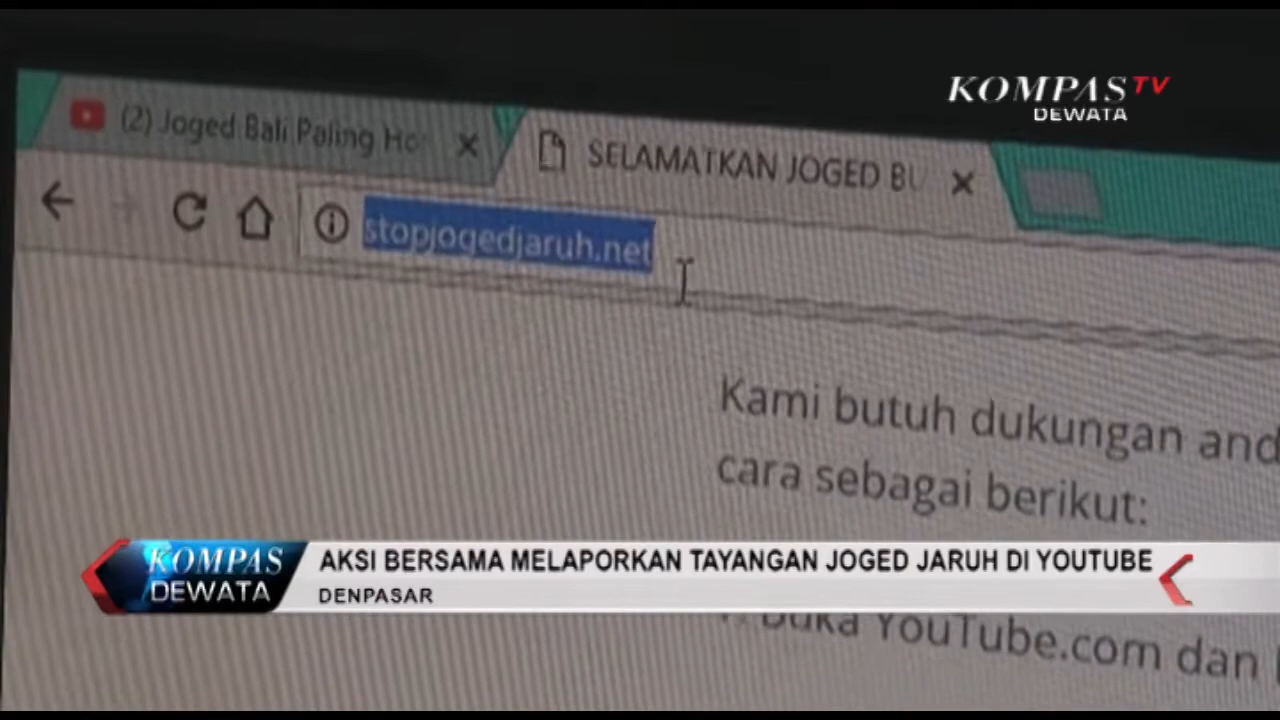 KOMPAS TV
DEWATA
(2) Joged Bali Paling Ho
SELAMATKAN JOGED BU
stopjogedjaruh.net
Kami butuh dukungan and
cara sebagai berikut:
KOMPAS
DEWATA
AKSI BERSAMA MELAPORKAN TAYANGAN JOGED JARUH DI YOUTUBE
DENPASAR
Buka YouTube.com dan